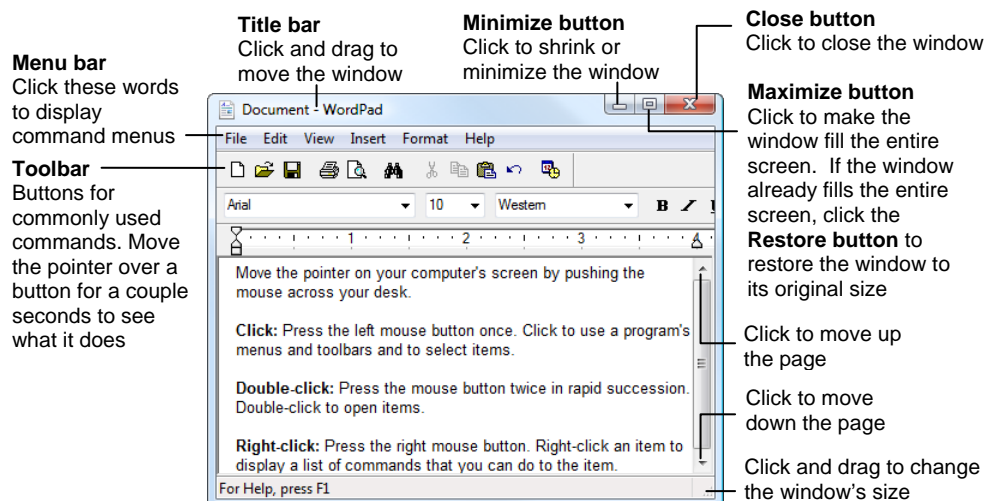 Title bar
Click and drag to
move the window
Minimize button
Click to shrink or
minimize the window
Close button
Click to close the window
Menu bar
Click these words
to display
command menus
Toolbar
Buttons for
commonly used
commands. Move
the pointer over a
button for a couple
seconds to see
what it does
Document - WordPad
File Edit View Insert Format Help
Arial 10 Western B I U
1 2 3 4
Move the pointer on your computer's screen by pushing the
mouse across your desk.
Click: Press the left mouse button once. Click to use a program's
menus and toolbars and to select items.
Double-click: Press the mouse button twice in rapid succession.
Double-click to open items.
Right-click: Press the right mouse button. Right-click an item to
display a list of commands that you can do to the item.
For Help, press F1
Maximize button
Click to make the
window fill the entire
screen. If the window
already fills the entire
screen, click the
Restore button to
restore the window to
its original size
Click to move up
the page
Click to move
down the page
Click and drag to change
the window's size